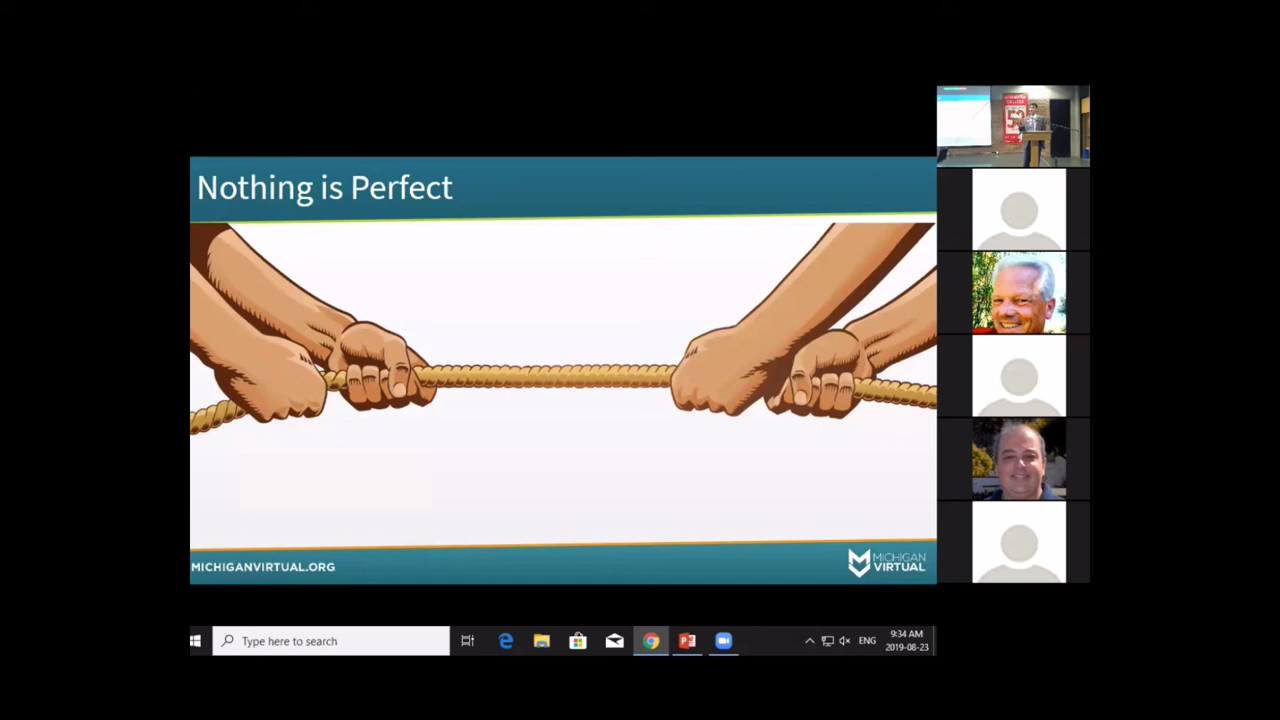 Nothing is Perfect
MICHIGANVIRTUAL.ORG
MICHIGAN
VIRTUAL
Type here to search
ENG
9:34 AM
2019-08-23